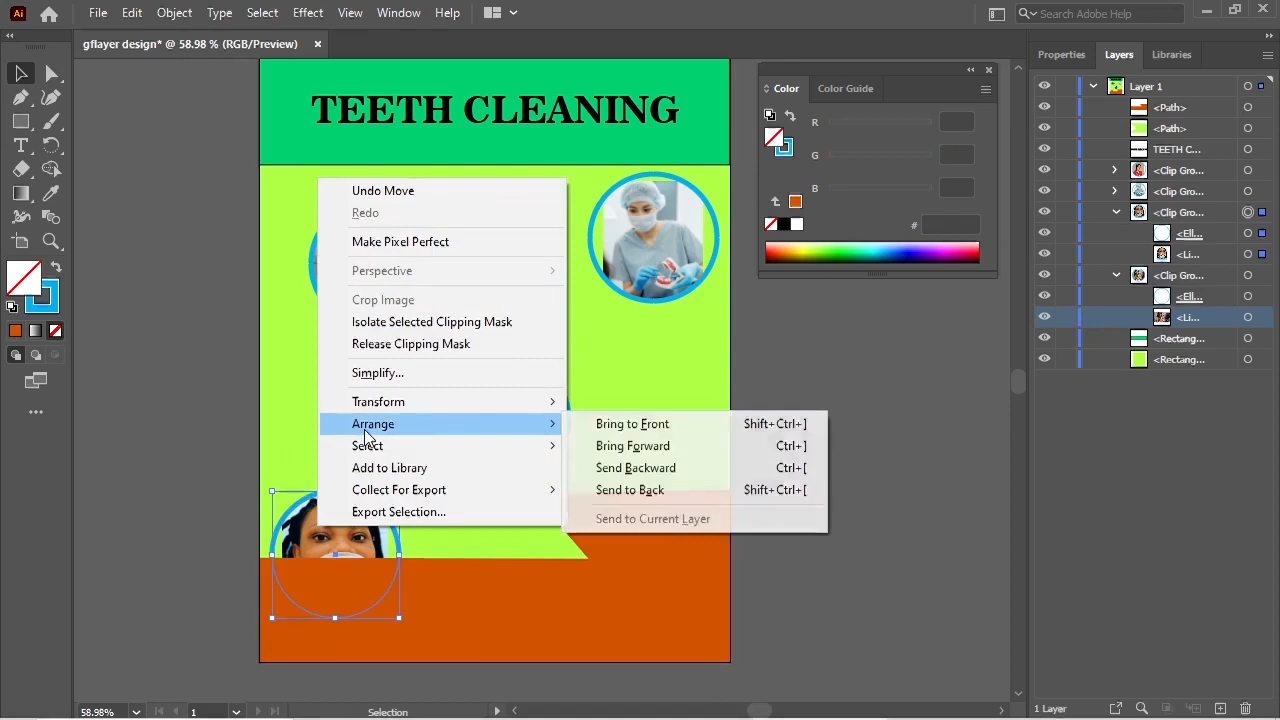 Ai
File Edit Object Type Select Effect View Window Help
Search Adobe Help
gflayer design* @ 58.98 % (RGB/Preview)
TEETH CLEANING
Undo Move
Redo
Make Pixel Perfect
Perspective
Crop Image
Isolate Selected Clipping Mask
Release Clipping Mask
Simplify...
Transform
Arrange
Select
Add to Library
Collect For Export
Export Selection...
Bring to Front Shift+Ctrl+]
Bring Forward Ctrl+]
Send Backward Ctrl+[
Send to Back Shift+Ctrl+[
Send to Current Layer
Color Color Guide
R
G
B
#
Properties Layers Libraries
Layer 1
<Path>
<Path>
TEETH C...
<Clip Gro...
<Clip Gro...
<Clip Gro...
<Ell...
<Li...
<Clip Gro...
<Ell...
<Li...
<Rectang...
<Rectang...
58.98% 1 Selection
1 Layer